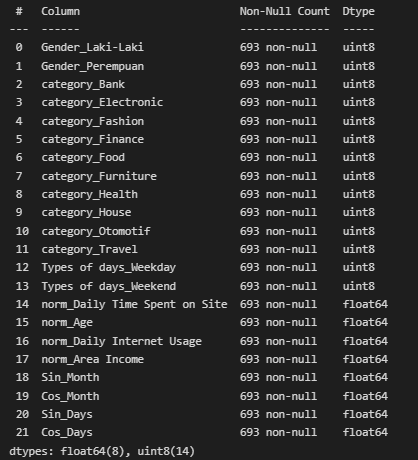 #   Column                    Non-Null Count  Dtype
---  ------                    --------------  -----
0   Gender_Laki-Laki          693 non-null    uint8
1   Gender_Perempuan          693 non-null    uint8
2   category_Bank             693 non-null    uint8
3   category_Electronic       693 non-null    uint8
4   category_Fashion          693 non-null    uint8
5   category_Finance          693 non-null    uint8
6   category_Food             693 non-null    uint8
7   category_Furniture        693 non-null    uint8
8   category_Health           693 non-null    uint8
9   category_House            693 non-null    uint8
10  category_Otomotif         693 non-null    uint8
11  category_Travel           693 non-null    uint8
12  Types of days_Weekday     693 non-null    uint8
13  Types of days_Weekend     693 non-null    uint8
14  norm_Daily Time Spent on Site  693 non-null    float64
15  norm_Age                  693 non-null    float64
16  norm_Daily Internet Usage  693 non-null    float64
17  norm_Area Income          693 non-null    float64
18  Sin_Month                 693 non-null    float64
19  Cos_Month                 693 non-null    float64
20  Sin_Days                  693 non-null    float64
21  Cos_Days                  693 non-null    float64
dtypes: float64(8), uint8(14)